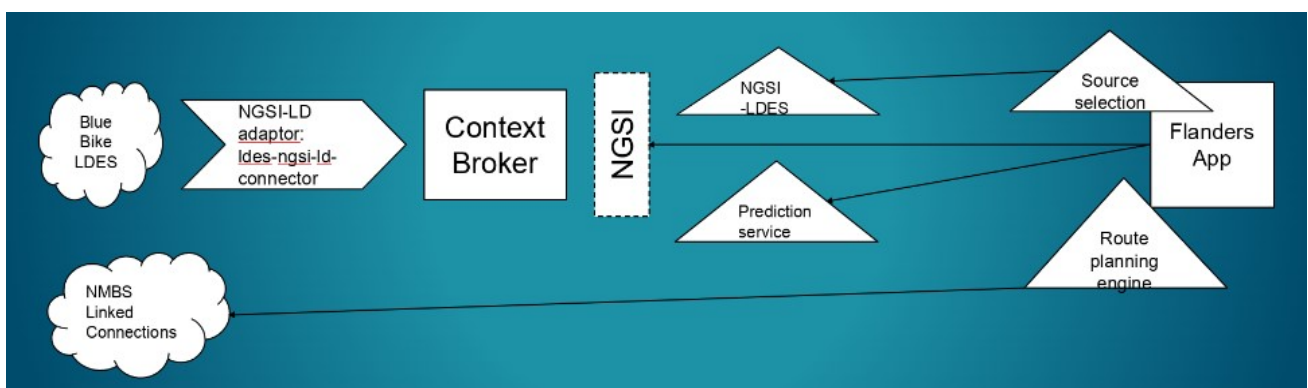 Blue
Bike
LDES
NGSI-LD
adaptor:
ldes-ngsi-ld-
connector
Context
Broker
NGSI
NGSI
-LDES
Prediction
service
Source
selection
Flanders
App
Route
planning
engine
NMBS
Linked
Connections